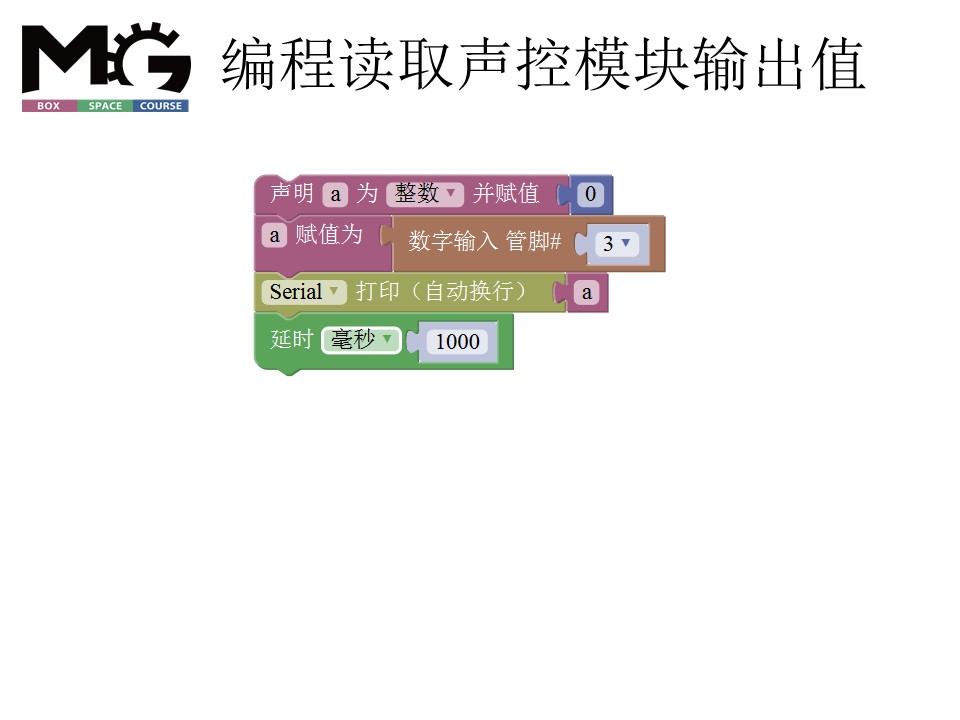 MG
BOX SPACE COURSE
编程读取声控模块输出值
声明 a 为 整数 并赋值 0
a 赋值为 数字输入 管脚# 3
Serial 打印（自动换行） a
延时 毫秒 1000